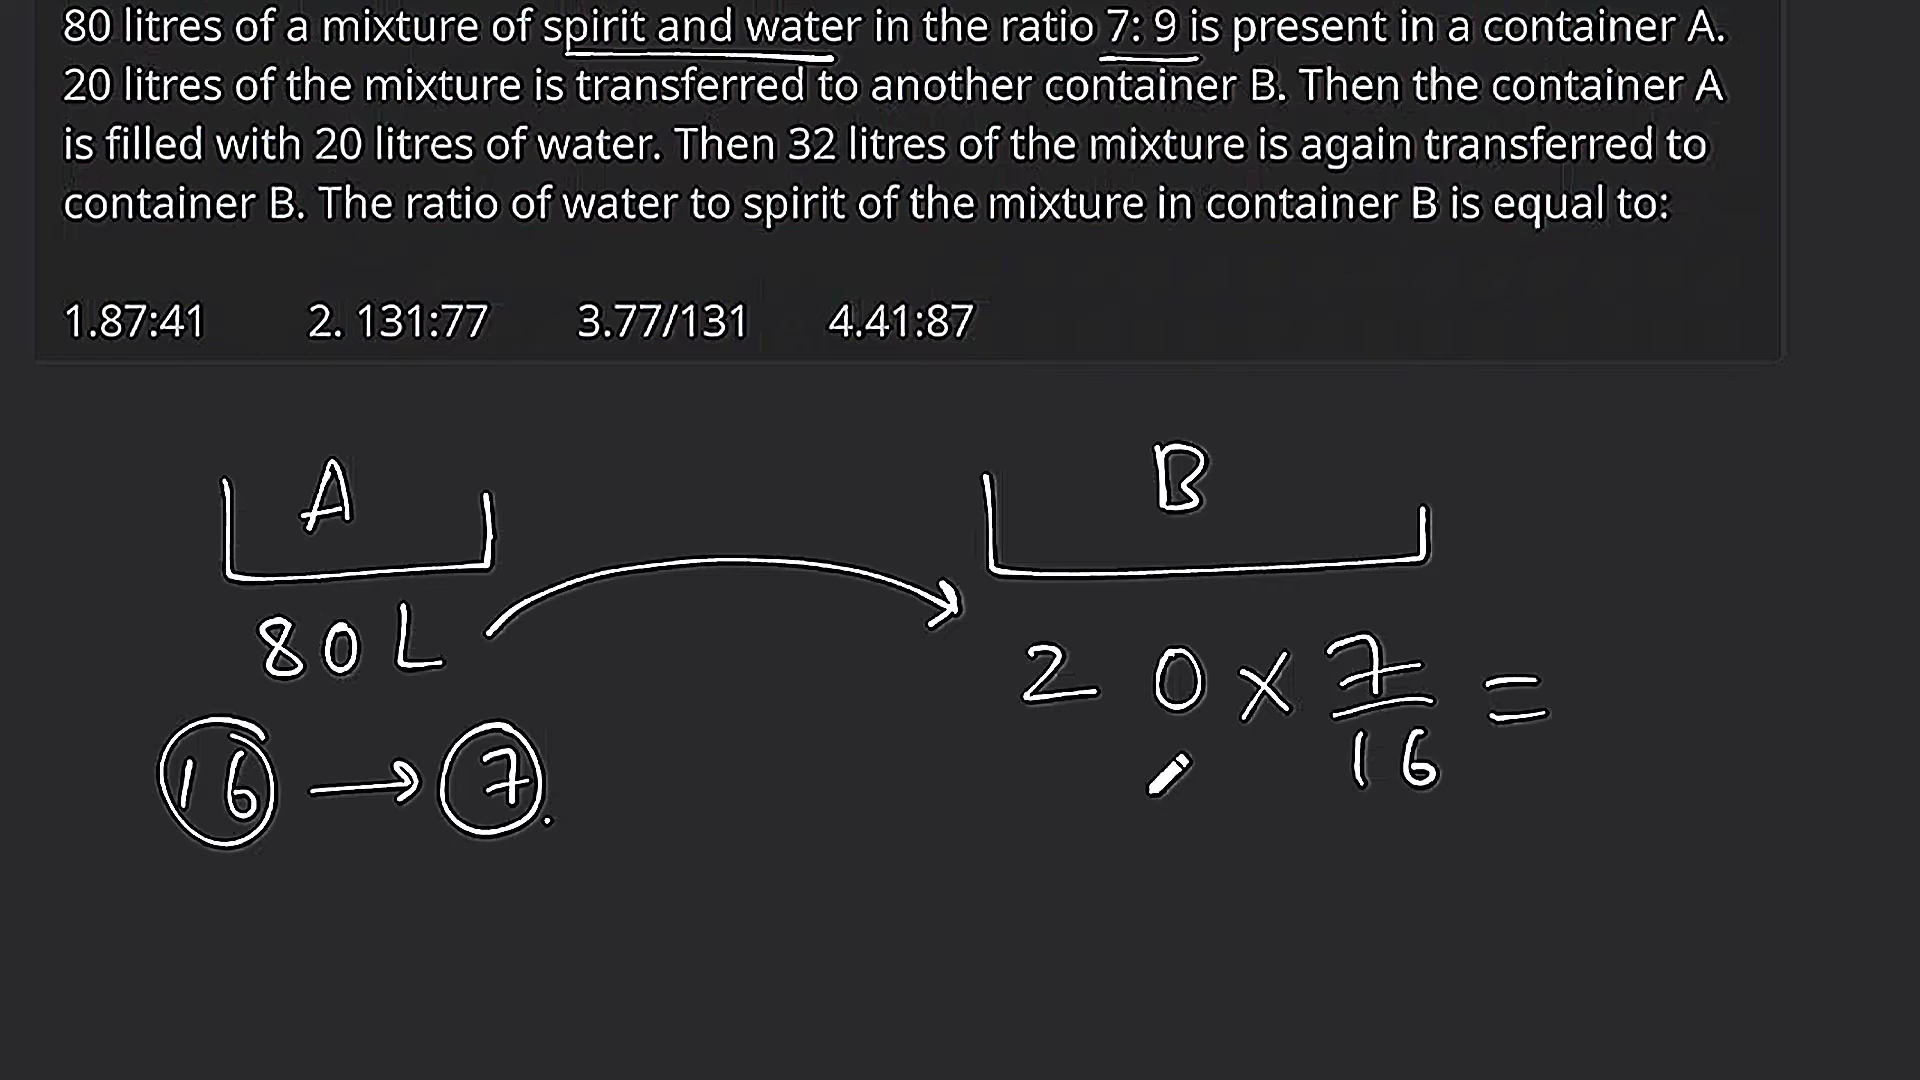 80 litres of a mixture of spirit and water in the ratio 7: 9 is present in a container A.
20 litres of the mixture is transferred to another container B. Then the container A
is filled with 20 litres of water. Then 32 litres of the mixture is again transferred to
container B. The ratio of water to spirit of the mixture in container B is equal to:
1.87:41 2. 131:77 3.77/131 4.41:87
A B
80 L
20 × 7/16 =
16 → 7.